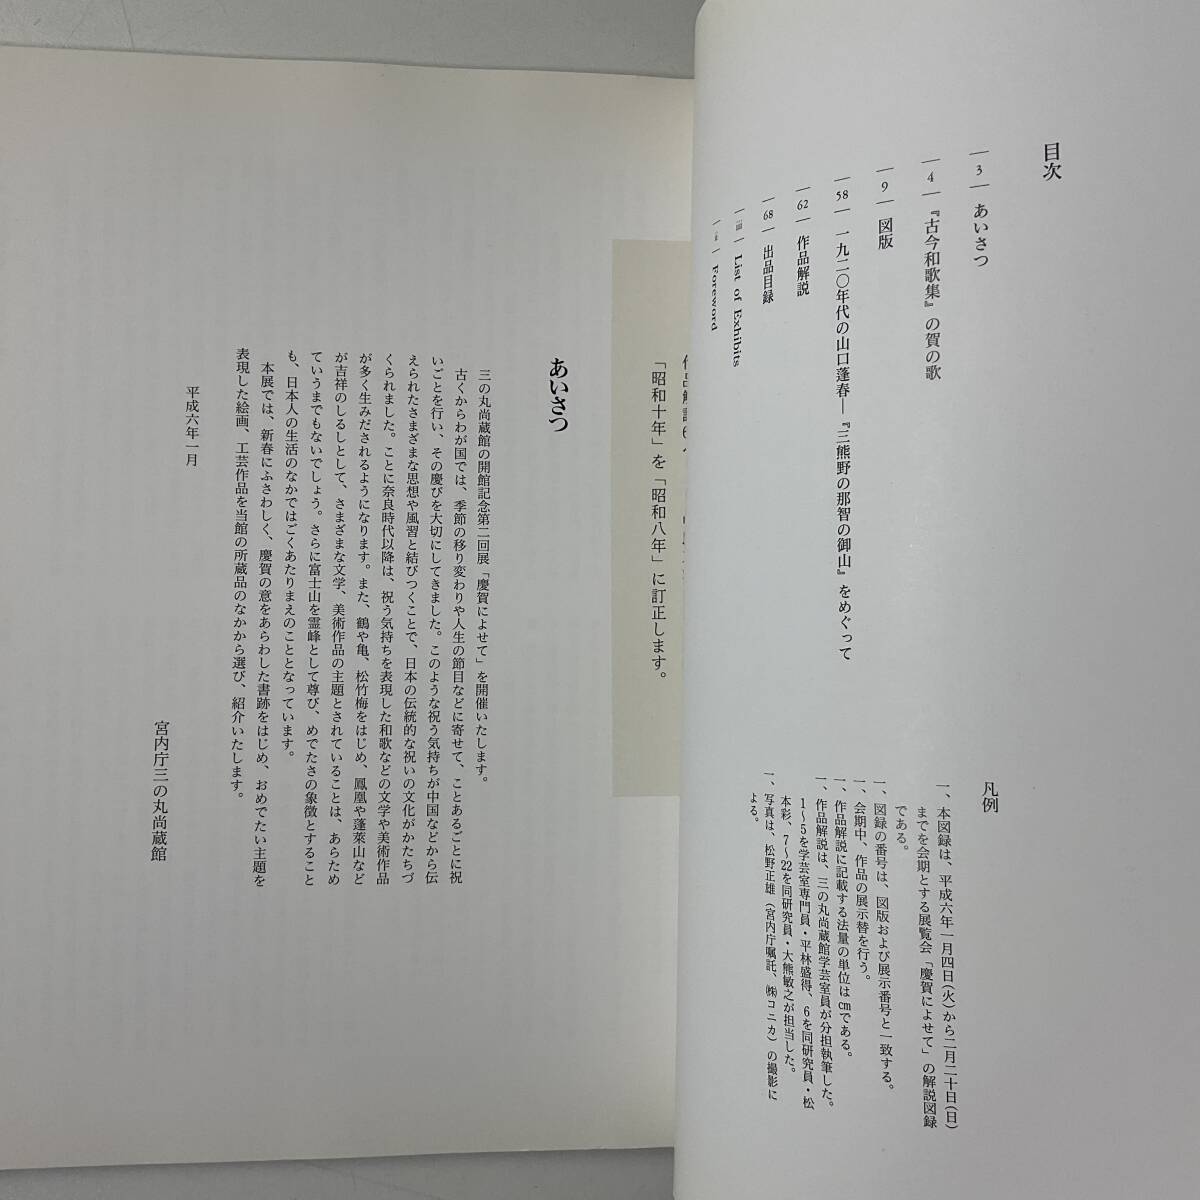 目次
3 あいさつ
4 『古今和歌集』の賀の歌
9 図版
58 一九二〇年代の山口蓬春―『三熊野の那智の御山』をめぐって
62 作品解説
68 出品目録
iii List of Exhibits
ii Foreword
凡例
一、本図録は、平成六年一月四日(火)から二月二十日(日)
までを会期とする展覧会「慶賀によせて」の解説図録
である。
一、図録の番号は、図版および展示番号と一致する。
一、会期中、作品の展示替を行う。
一、作品解説に記載する法量の単位は㎝である。
一、作品解説は、三の丸尚蔵館学芸室員が分担執筆した。
1〜5を学芸室専門員・平林盛得、6を同研究員・松
本彩、7〜22を同研究員・大熊敏之が担当した。
一、写真は、松野正雄(宮内庁嘱託、㈱コニカ)の撮影に
よる。
作品解説6
「昭和十年」を「昭和八年」に訂正します。
あいさつ
三の丸尚蔵館の開館記念第二回展「慶賀によせて」を開催いたします。
古くからわが国では、季節の移り変わりや人生の節目などに寄せて、ことあるごとに祝
いごとを行い、その慶びを大切にしてきました。このような祝う気持ちが中国などから伝
えられたさまざまな思想や風習と結びつくことで、日本の伝統的な祝いの文化がかたちづ
くられました。ことに奈良時代以降は、祝う気持ちを表現した和歌などの文学や美術作品
が多く生みだされるようになります。また、鶴や亀、松竹梅をはじめ、鳳凰や蓬萊山など
が吉祥のしるしとして、さまざまな文学、美術作品の主題とされていることは、あらため
ていうまでもないでしょう。さらに富士山を霊峰として尊び、めでたさの象徴とすること
も、日本人の生活のなかではごくあたりまえのこととなっています。
本展では、新春にふさわしく、慶賀の意をあらわした書跡をはじめ、おめでたい主題を
表現した絵画、工芸作品を当館の所蔵品のなかから選び、紹介いたします。
平成六年一月
宮内庁三の丸尚蔵館